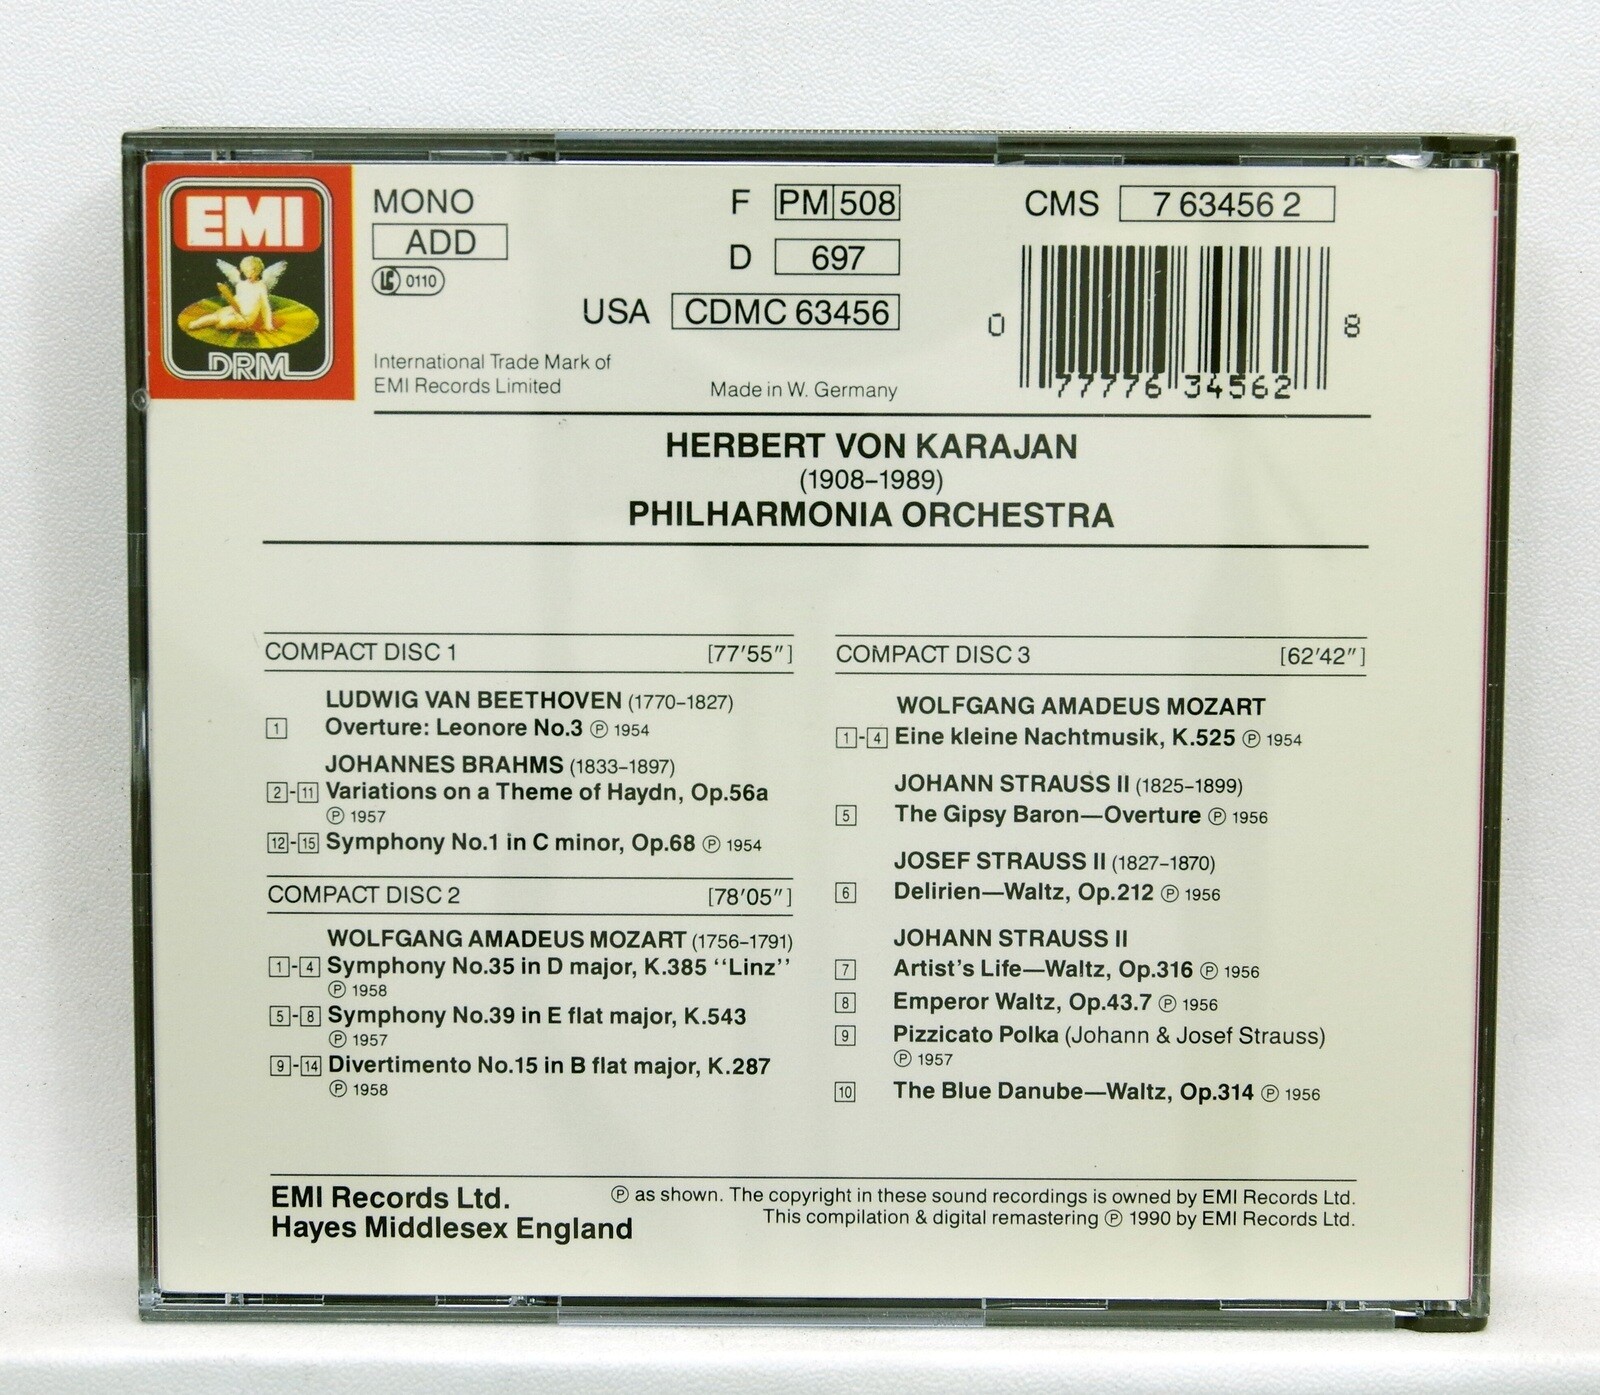 EMI
DRM
MONO
ADD
LC 0110
International Trade Mark of
EMI Records Limited
F PM 508
D 697
USA CDMC 63456
Made in W. Germany
CMS 7 63456 2
0 77776 34562 8
HERBERT VON KARAJAN
(1908–1989)
PHILHARMONIA ORCHESTRA
COMPACT DISC 1 [77′55″]
LUDWIG VAN BEETHOVEN (1770–1827)
1 Overture: Leonore No.3 ℗ 1954
JOHANNES BRAHMS (1833–1897)
2-11 Variations on a Theme of Haydn, Op.56a
℗ 1957
12-15 Symphony No.1 in C minor, Op.68 ℗ 1954
COMPACT DISC 2 [78′05″]
WOLFGANG AMADEUS MOZART (1756–1791)
1-4 Symphony No.35 in D major, K.385 “Linz”
℗ 1958
5-8 Symphony No.39 in E flat major, K.543
℗ 1957
9-14 Divertimento No.15 in B flat major, K.287
℗ 1958
COMPACT DISC 3 [62′42″]
WOLFGANG AMADEUS MOZART
1-4 Eine kleine Nachtmusik, K.525 ℗ 1954
JOHANN STRAUSS II (1825–1899)
5 The Gipsy Baron—Overture ℗ 1956
JOSEF STRAUSS II (1827–1870)
6 Delirien—Waltz, Op.212 ℗ 1956
JOHANN STRAUSS II
7 Artist's Life—Waltz, Op.316 ℗ 1956
8 Emperor Waltz, Op.43.7 ℗ 1956
9 Pizzicato Polka (Johann & Josef Strauss)
℗ 1957
10 The Blue Danube—Waltz, Op.314 ℗ 1956
EMI Records Ltd.
Hayes Middlesex England
℗ as shown. The copyright in these sound recordings is owned by EMI Records Ltd.
This compilation & digital remastering ℗ 1990 by EMI Records Ltd.